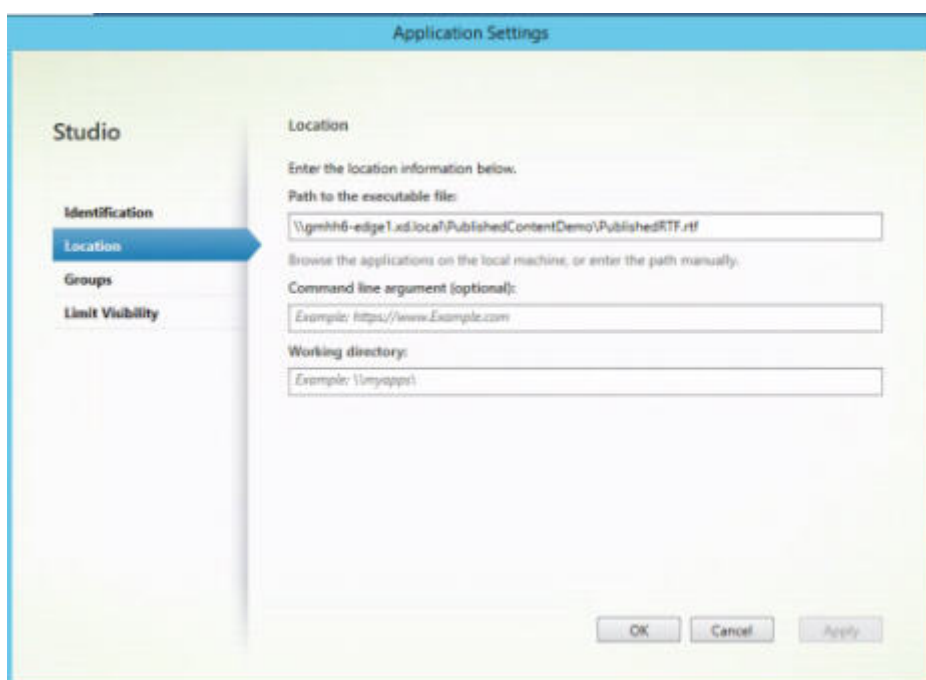 Application Settings
Studio
Identification
Location
Groups
Limit Visibility
Location
Enter the location information below.
Path to the executable file:
\\gmhh6-edge1.xd.local\PublishedContentDemo\PublishedRTF.rtf
Browse the applications on the local machine, or enter the path manually.
Command line argument (optional):
Example: https://www.Example.com
Working directory:
Example: \\myapps\
OK
Cancel
Apply